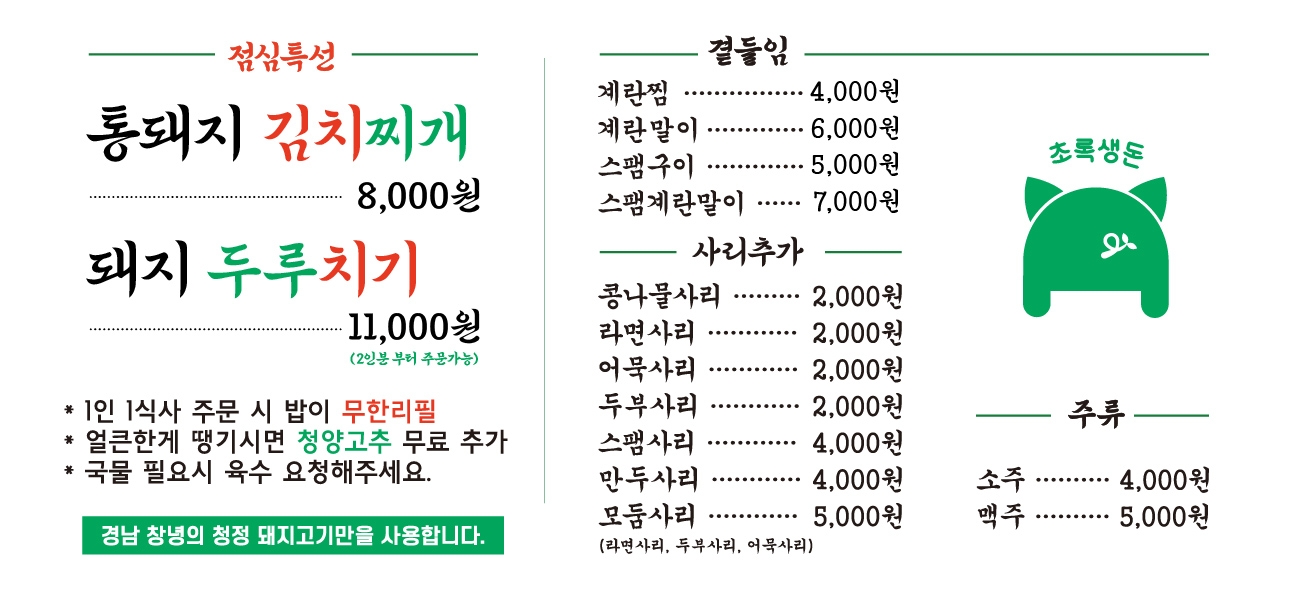 점심특선
통돼지 김치찌개
8,000원
돼지 두루치기
11,000원
(2인분 부터 주문가능)
* 1인 1식사 주문 시 밥이 무한리필
* 얼큰한게 땡기시면 청양고추 무료 추가
* 국물 필요시 육수 요청해주세요.
경남 창녕의 청정 돼지고기만을 사용합니다.
곁들임
계란찜 4,000원
계란말이 6,000원
스팸구이 5,000원
스팸계란말이 7,000원
사리추가
콩나물사리 2,000원
라면사리 2,000원
어묵사리 2,000원
두부사리 2,000원
스팸사리 4,000원
만두사리 4,000원
모둠사리 5,000원
(라면사리, 두부사리, 어묵사리)
초록생돈
주류
소주 4,000원
맥주 5,000원